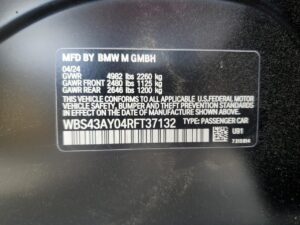 MFD BY BMW M GMBH
04/24
GVWR 4982 lbs 2260 kg
GAWR FRONT 2480 lbs 1125 kg
GAWR REAR 2646 lbs 1200 kg
THIS VEHICLE CONFORMS TO ALL APPLICABLE U.S.FEDERAL MOTOR
VEHICLE SAFETY, BUMPER AND THEFT PREVENTION STANDARDS IN
EFFECT ON THE DATE OF MANUFACTURE SHOWN ABOVE.
WBS43AY04RFT37132 TYPE: PASSENGER CAR
UB1